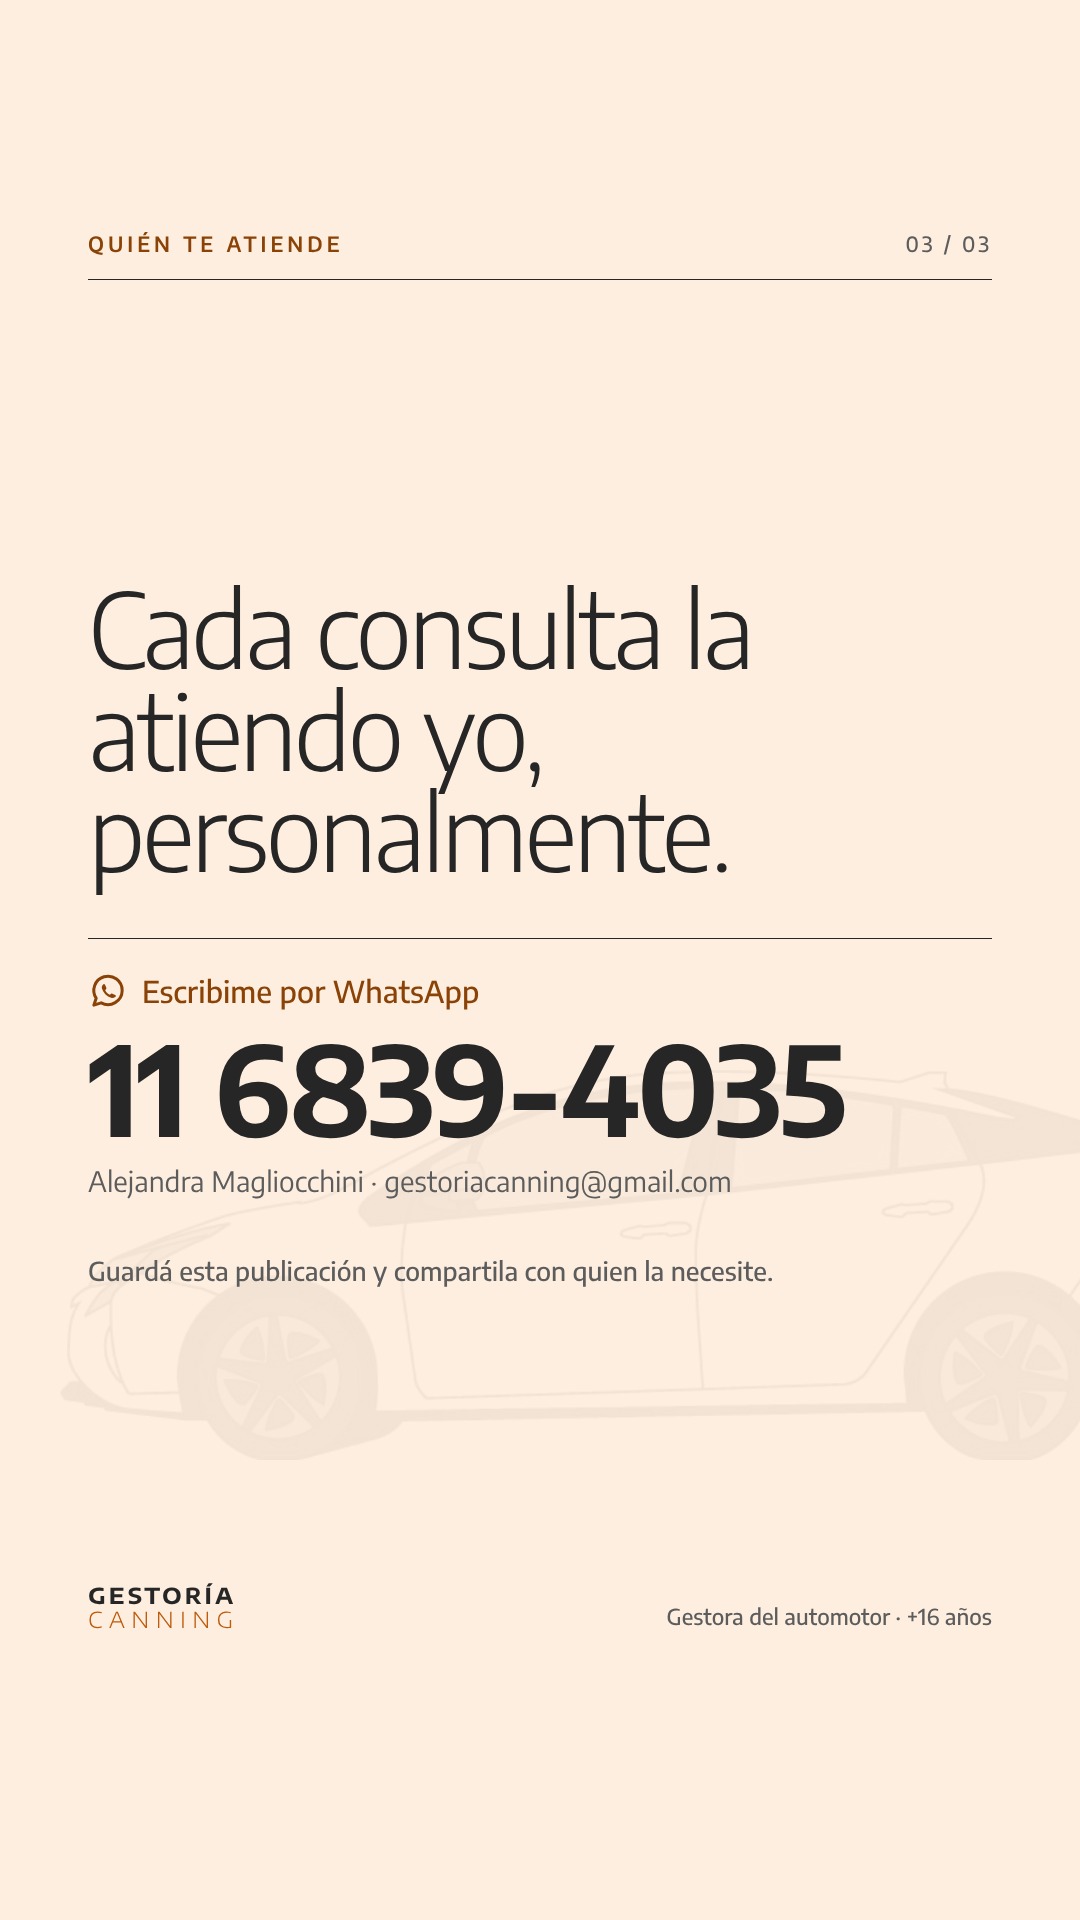 QUIÉN TE ATIENDE
03 / 03
Cada consulta la
atiendo yo,
personalmente.
Escribime por WhatsApp
11 6839-4035
Alejandra Magliocchini · gestoriacanning@gmail.com
Guardá esta publicación y compartila con quien la necesite.
GESTORÍA
CANNING
Gestora del automotor · +16 años